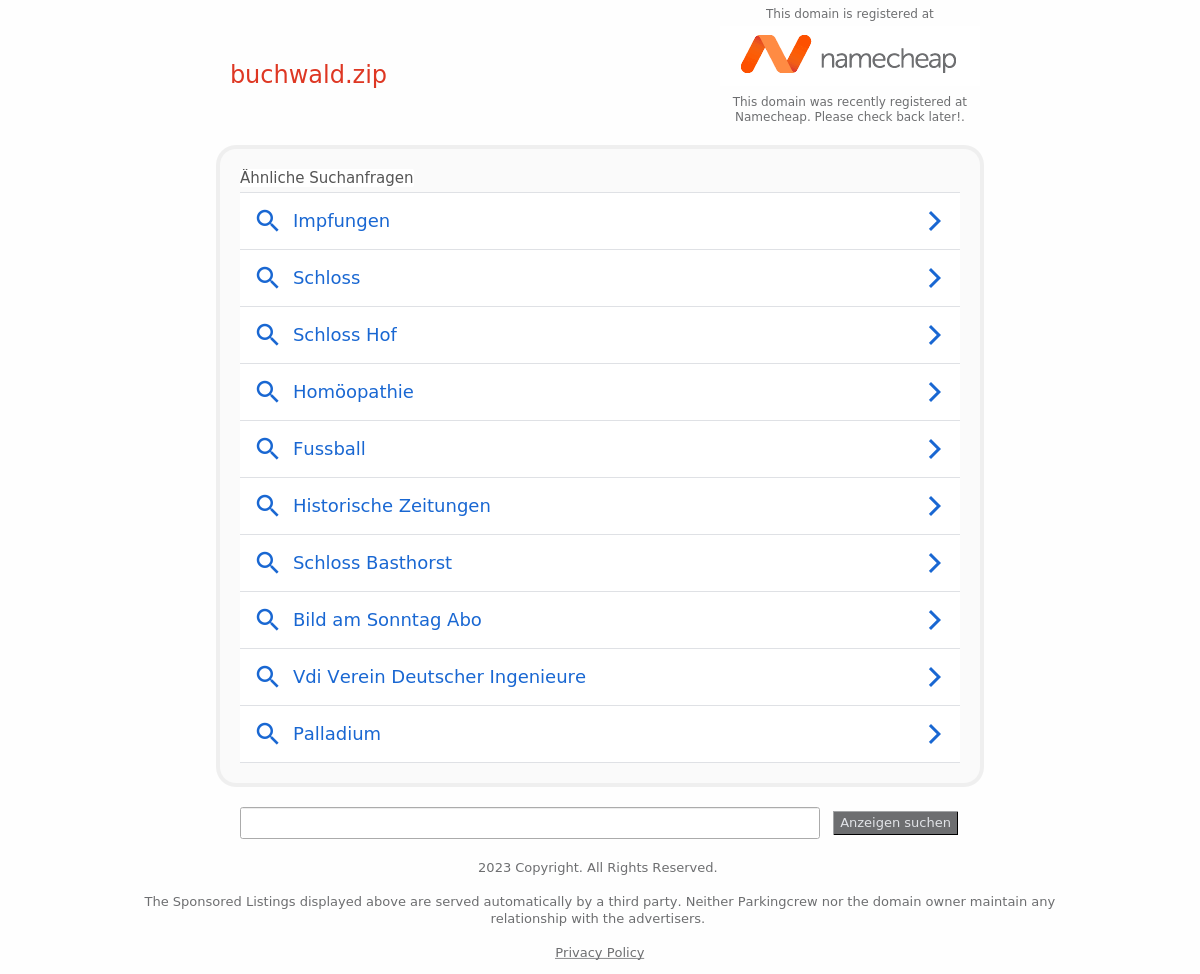 This domain is registered at
namecheap
buchwald.zip
This domain was recently registered at
Namecheap. Please check back later!.
Ähnliche Suchanfragen
Impfungen
Schloss
Schloss Hof
Homöopathie
Fussball
Historische Zeitungen
Schloss Basthorst
Bild am Sonntag Abo
Vdi Verein Deutscher Ingenieure
Palladium
Anzeigen suchen
2023 Copyright. All Rights Reserved.
The Sponsored Listings displayed above are served automatically by a third party. Neither Parkingcrew nor the domain owner maintain any
relationship with the advertisers.
Privacy Policy